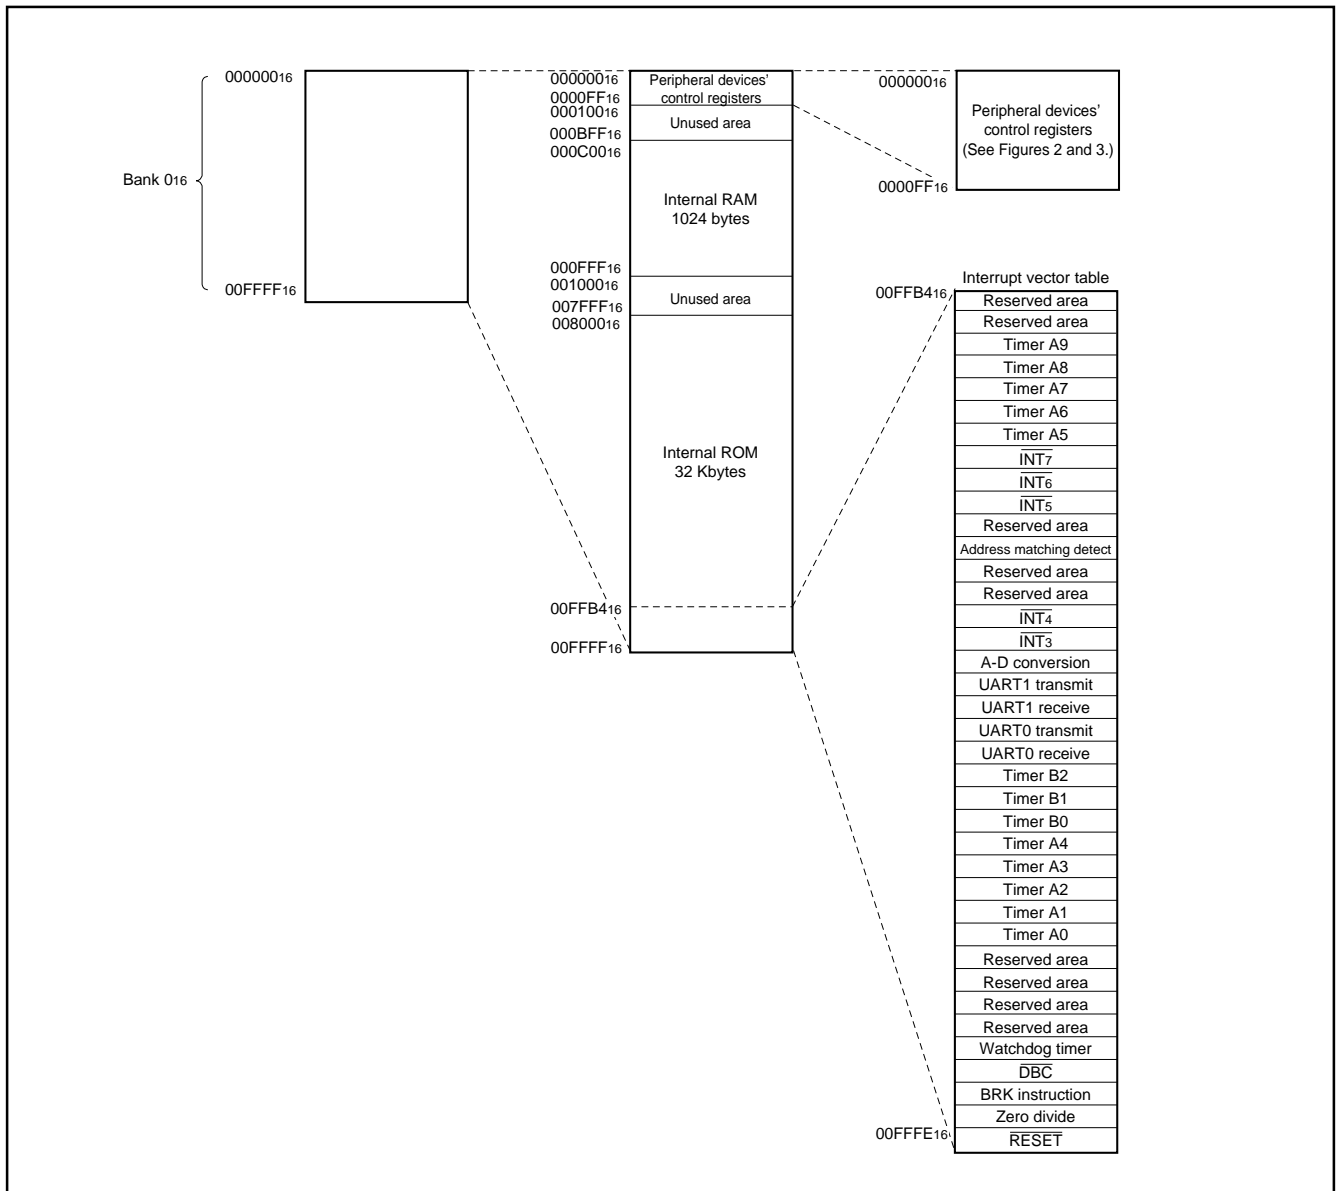 Bank 016
00000016
00FFFF16
00000016
0000FF16
00010016
000BFF16
000C0016
000FFF16
00100016
007FFF16
00800016
00FFB416
00FFFF16
Peripheral devices’
control registers
Unused area
Internal RAM
1024 bytes
Unused area
Internal ROM
32 Kbytes
00000016
0000FF16
Peripheral devices’
control registers
(See Figures 2 and 3.)
Interrupt vector table
00FFB416
Reserved area
Reserved area
Timer A9
Timer A8
Timer A7
Timer A6
Timer A5
INT7
INT6
INT5
Reserved area
Address matching detect
Reserved area
Reserved area
INT4
INT3
A-D conversion
UART1 transmit
UART1 receive
UART0 transmit
UART0 receive
Timer B2
Timer B1
Timer B0
Timer A4
Timer A3
Timer A2
Timer A1
Timer A0
Reserved area
Reserved area
Reserved area
Reserved area
Watchdog timer
DBC
BRK instruction
Zero divide
00FFFE16
RESET